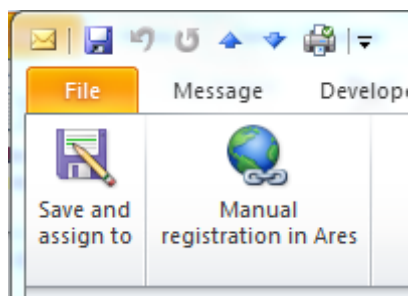 File Message Develope
Save and
assign to
Manual
registration in Ares